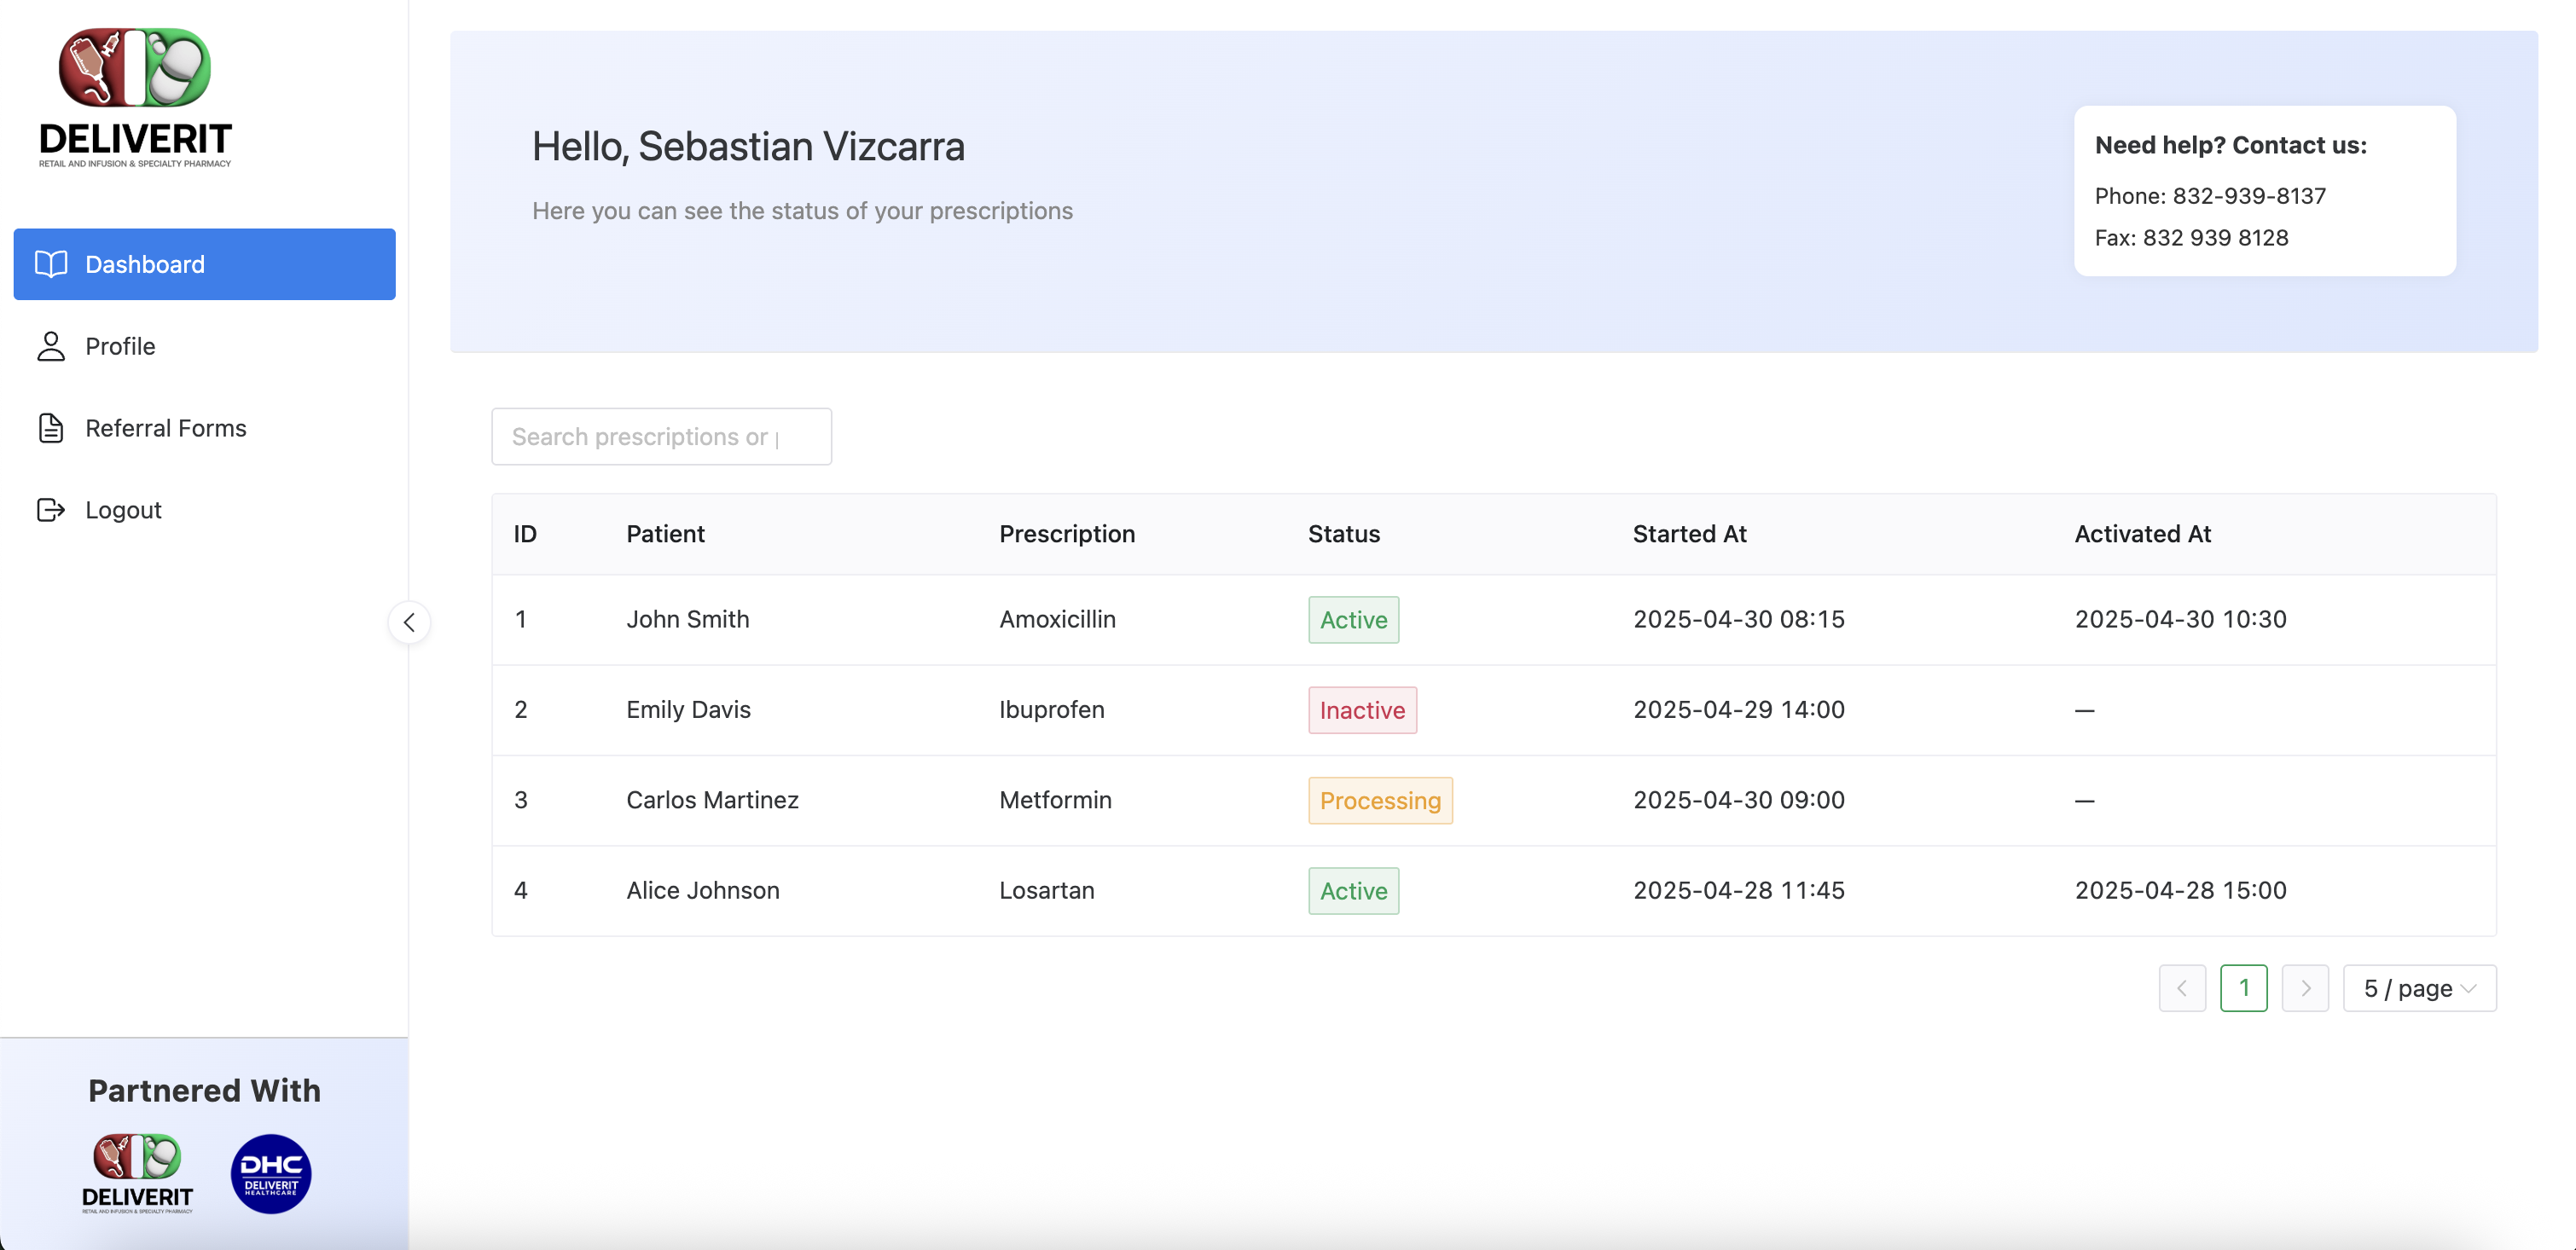 DELIVERIT
RETAIL AND INFUSION & SPECIALTY PHARMACY
Dashboard
Profile
Referral Forms
Logout
Partnered With
DELIVERIT
RETAIL AND INFUSION & SPECIALTY PHARMACY
DHC
DELIVERIT
HEALTHCARE
Hello, Sebastian Vizcarra
Here you can see the status of your prescriptions
Need help? Contact us:
Phone: 832-939-8137
Fax: 832 939 8128
Search prescriptions or
ID Patient Prescription Status Started At Activated At
1 John Smith Amoxicillin Active 2025-04-30 08:15 2025-04-30 10:30
2 Emily Davis Ibuprofen Inactive 2025-04-29 14:00 —
3 Carlos Martinez Metformin Processing 2025-04-30 09:00 —
4 Alice Johnson Losartan Active 2025-04-28 11:45 2025-04-28 15:00
1 5 / page